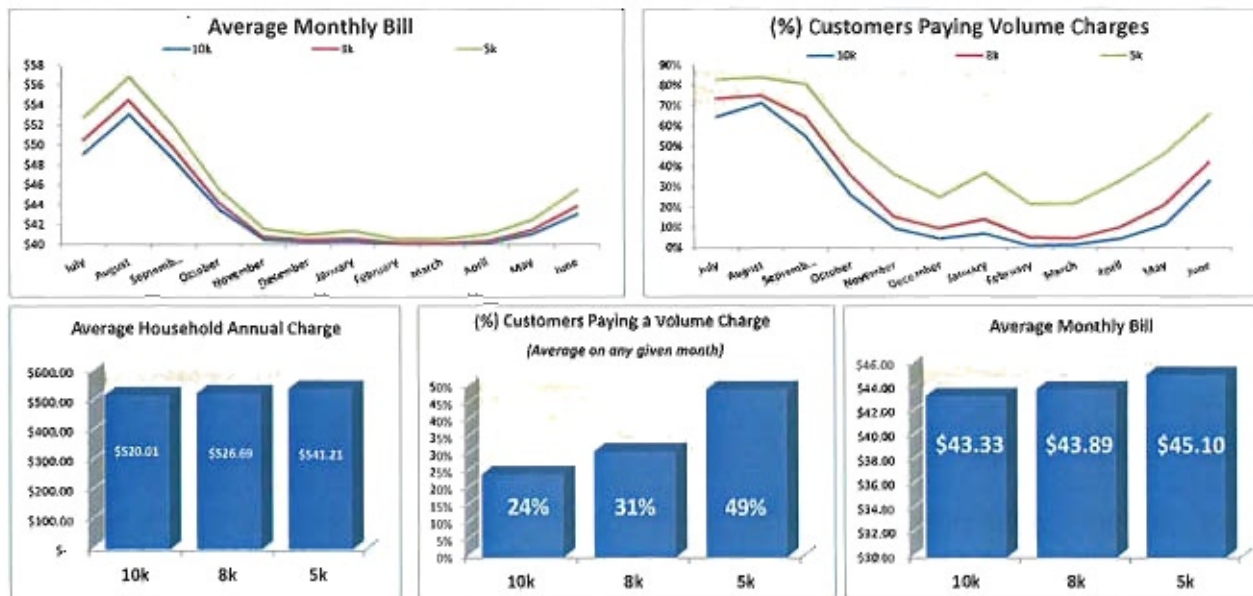 Average Monthly Bill
10k 8k 5k
$58
$56
$54
$52
$50
$48
$46
$44
$42
$40
July August Septemb... October November December January February March April May June
(%) Customers Paying Volume Charges
10k 8k 5k
90%
80%
70%
60%
50%
40%
30%
20%
10%
0%
July August Septemb... October November December January February March April May June
Average Household Annual Charge
$600.00
$500.00
$400.00
$300.00
$200.00
$100.00
$-
$520.01 $526.69 $541.21
10k 8k 5k
(%) Customers Paying a Volume Charge
(Average on any given month)
50%
45%
40%
35%
30%
25%
20%
15%
10%
5%
0%
24% 31% 49%
10k 8k 5k
Average Monthly Bill
$46.00
$44.00
$42.00
$40.00
$38.00
$36.00
$34.00
$32.00
$30.00
$43.33 $43.89 $45.10
10k 8k 5k